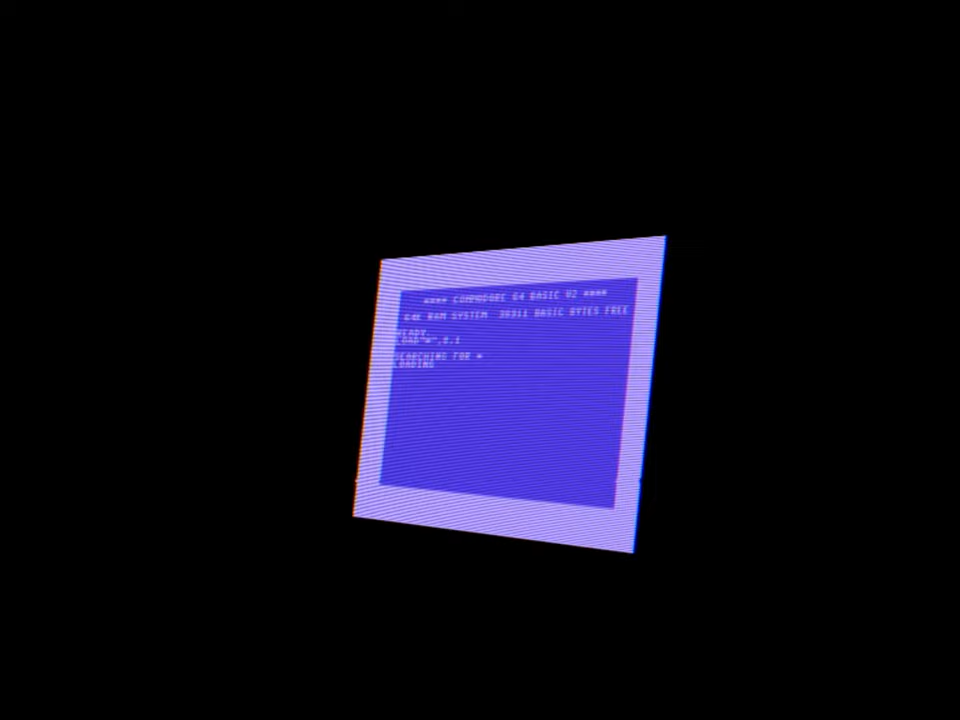 **** COMMODORE 64 BASIC V2 ****
64K RAM SYSTEM 38911 BASIC BYTES FREE
READY.
LOAD"*",8,1
SEARCHING FOR *
LOADING